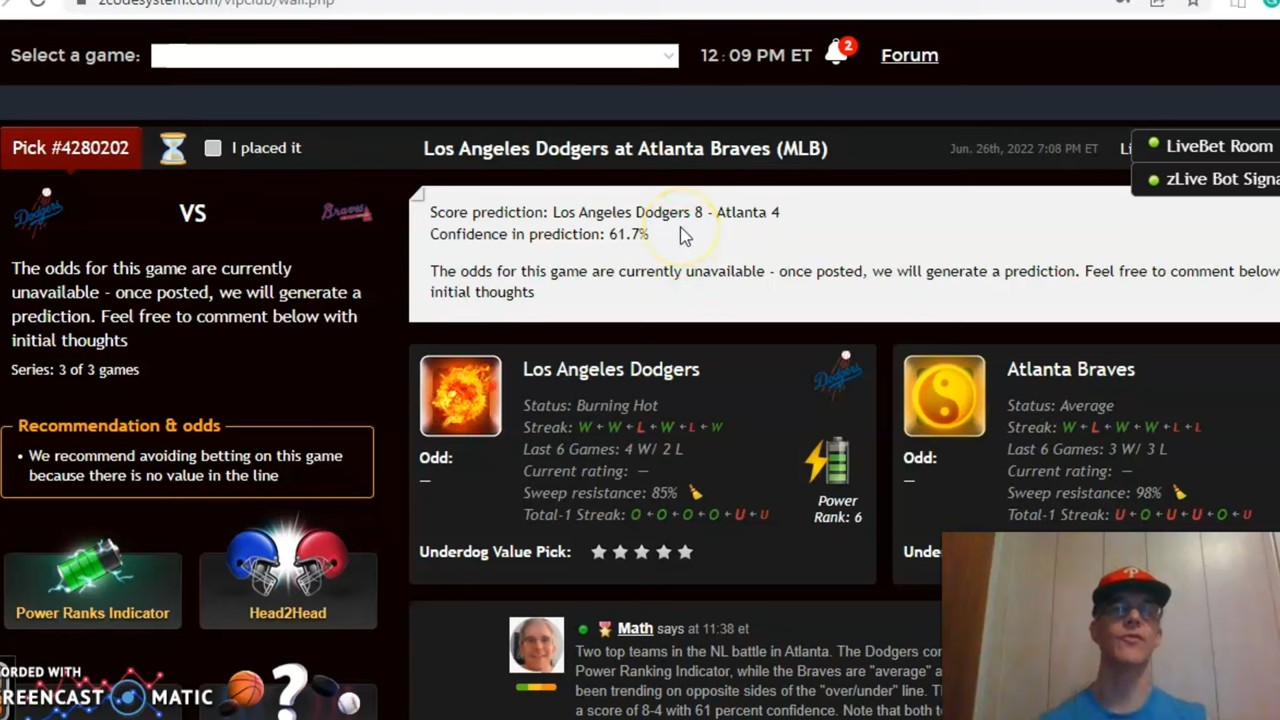 zcodesystem.com/vipclub/wall.php
Select a game:
12:09 PM ET
2
Forum
Pick #4280202
I placed it
Los Angeles Dodgers at Atlanta Braves (MLB)
Jun. 26th, 2022 7:08 PM ET
LiveBet Room
zLive Bot Signa
Dodgers
VS
Braves
Score prediction: Los Angeles Dodgers 8 - Atlanta 4
Confidence in prediction: 61.7%
The odds for this game are currently unavailable - once posted, we will generate a prediction. Feel free to comment below
initial thoughts
The odds for this game are currently
unavailable - once posted, we will generate a
prediction. Feel free to comment below with
initial thoughts
Series: 3 of 3 games
Recommendation & odds
• We recommend avoiding betting on this game
because there is no value in the line
Power Ranks Indicator
Head2Head
Los Angeles Dodgers
Dodgers
Status: Burning Hot
Streak: W - W - L - W - L - W
Odd:
—
Last 6 Games: 4 W/ 2 L
Current rating: —
Sweep resistance: 85%
Total-1 Streak: O - O - O - O - U - U
Power
Rank: 6
Underdog Value Pick:
Atlanta Braves
Status: Average
Streak: W - L - W - W - L - L
Odd:
—
Last 6 Games: 3 W/ 3 L
Current rating: —
Sweep resistance: 98%
Total-1 Streak: U - O - U - U - O - U
Unde
Math says at 11:38 et
Two top teams in the NL battle in Atlanta. The Dodgers con
Power Ranking Indicator, while the Braves are "average" a
been trending on opposite sides of the "over/under" line. T
a score of 8-4 with 61 percent confidence. Note that both t
ORDED WITH
REENCAST MATIC
P